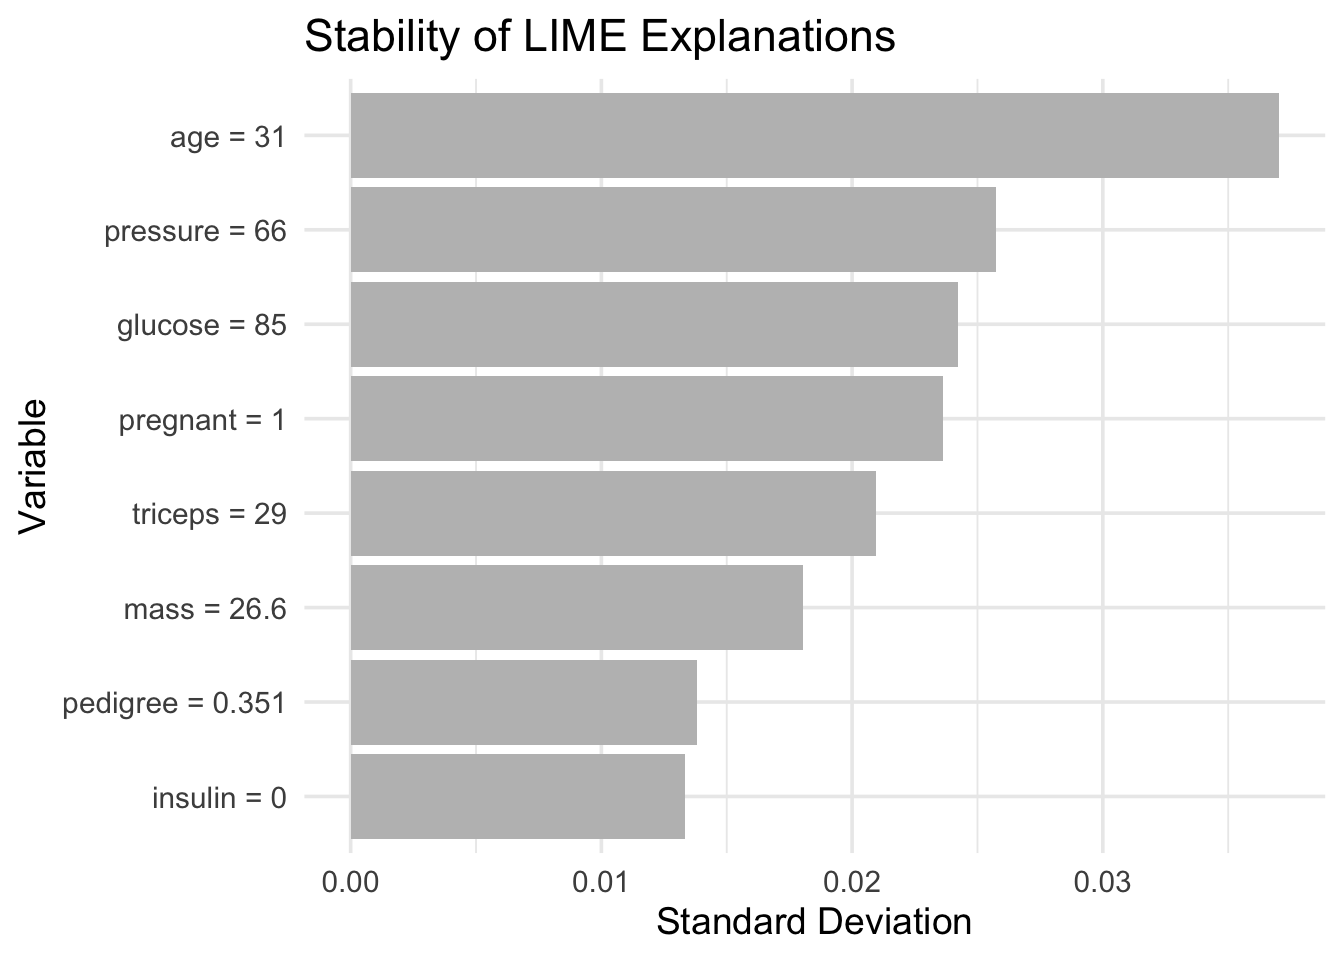 Stability of LIME Explanations
Variable
age = 31
pressure = 66
glucose = 85
pregnant = 1
triceps = 29
mass = 26.6
pedigree = 0.351
insulin = 0
0.00 0.01 0.02 0.03
Standard Deviation